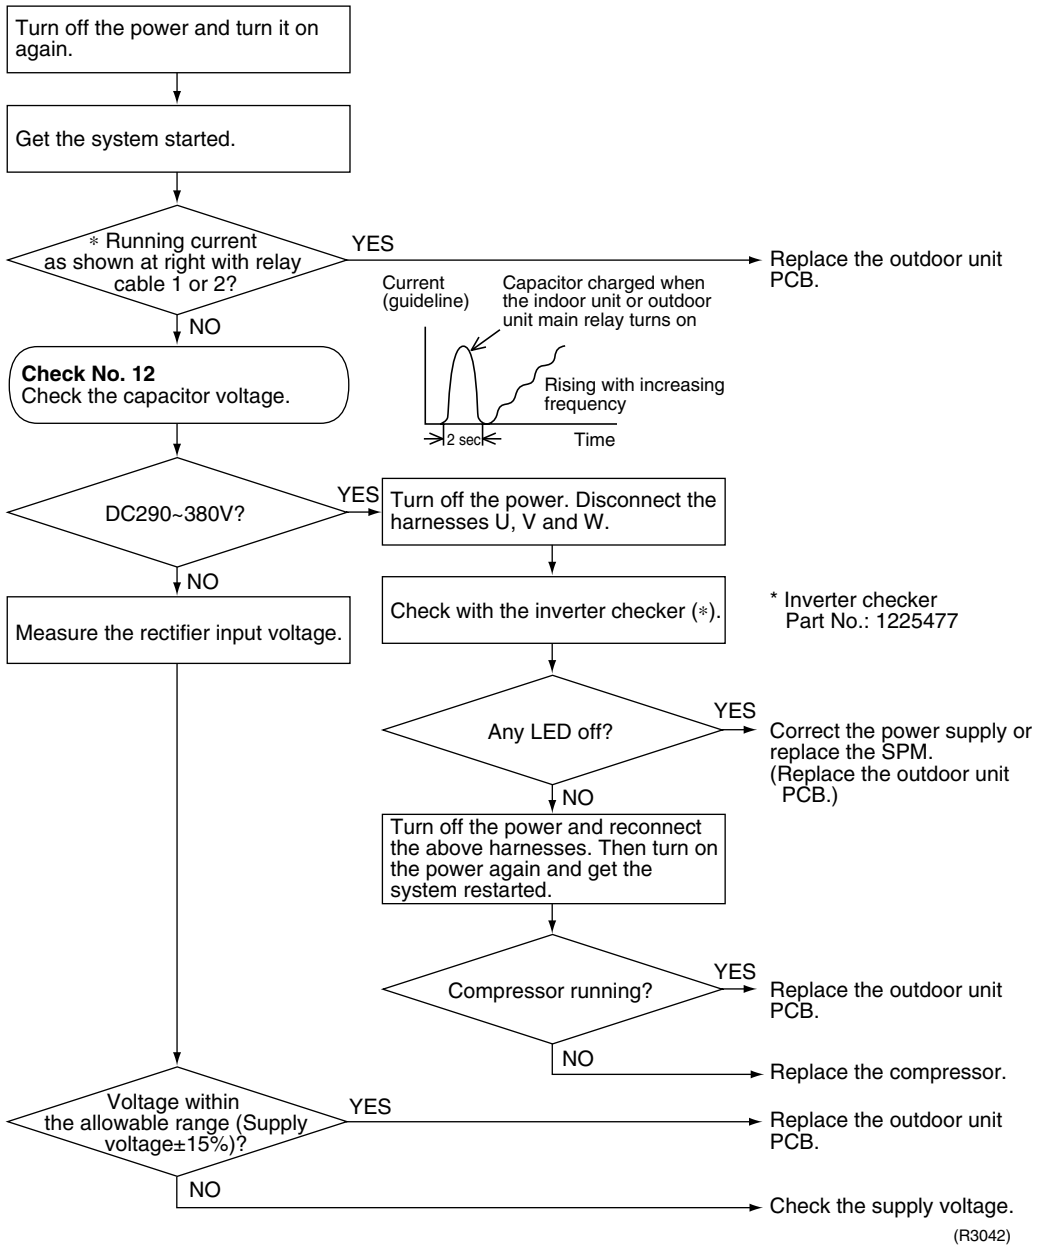 Turn off the power and turn it on
again.
Get the system started.
* Running current
as shown at right with relay
cable 1 or 2?
YES
Replace the outdoor unit
PCB.
NO
Current
(guideline)
Capacitor charged when
the indoor unit or outdoor
unit main relay turns on
Rising with increasing
frequency
2 sec
Time
Check No. 12
Check the capacitor voltage.
DC290~380V?
YES
Turn off the power. Disconnect the
harnesses U, V and W.
NO
Measure the rectifier input voltage.
Check with the inverter checker (*).
* Inverter checker
Part No.: 1225477
Any LED off?
YES
Correct the power supply or
replace the SPM.
(Replace the outdoor unit
PCB.)
NO
Turn off the power and reconnect
the above harnesses. Then turn on
the power again and get the
system restarted.
Compressor running?
YES
Replace the outdoor unit
PCB.
NO
Replace the compressor.
Voltage within
the allowable range (Supply
voltage±15%)?
YES
Replace the outdoor unit
PCB.
NO
Check the supply voltage.
(R3042)